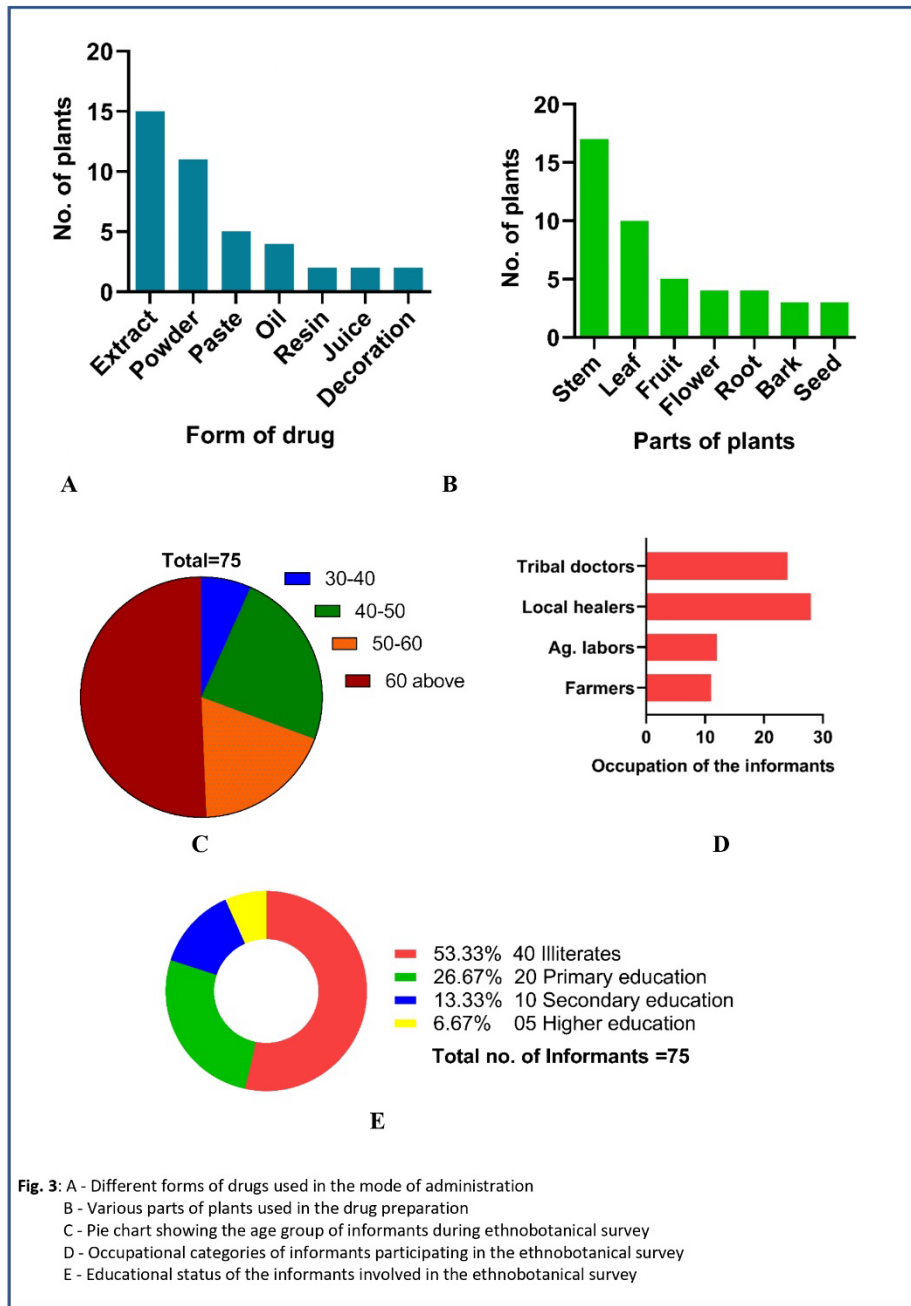 20
15
10
5
0
No. of plants
Extract
Powder
Paste
Oil
Resin
Juice
Decoration
Form of drug
A
20
15
10
5
0
No. of plants
Stem
Leaf
Fruit
Flower
Root
Bark
Seed
Parts of plants
B
Total=75
30-40
40-50
50-60
60 above
C
Tribal doctors
Local healers
Ag. labors
Farmers
0 10 20 30
Occupation of the informants
D
53.33% 40 Illiterates
26.67% 20 Primary education
13.33% 10 Secondary education
6.67% 05 Higher education
Total no. of Informants =75
E
Fig. 3: A - Different forms of drugs used in the mode of administration
B - Various parts of plants used in the drug preparation
C - Pie chart showing the age group of informants during ethnobotanical survey
D - Occupational categories of informants participating in the ethnobotanical survey
E - Educational status of the informants involved in the ethnobotanical survey